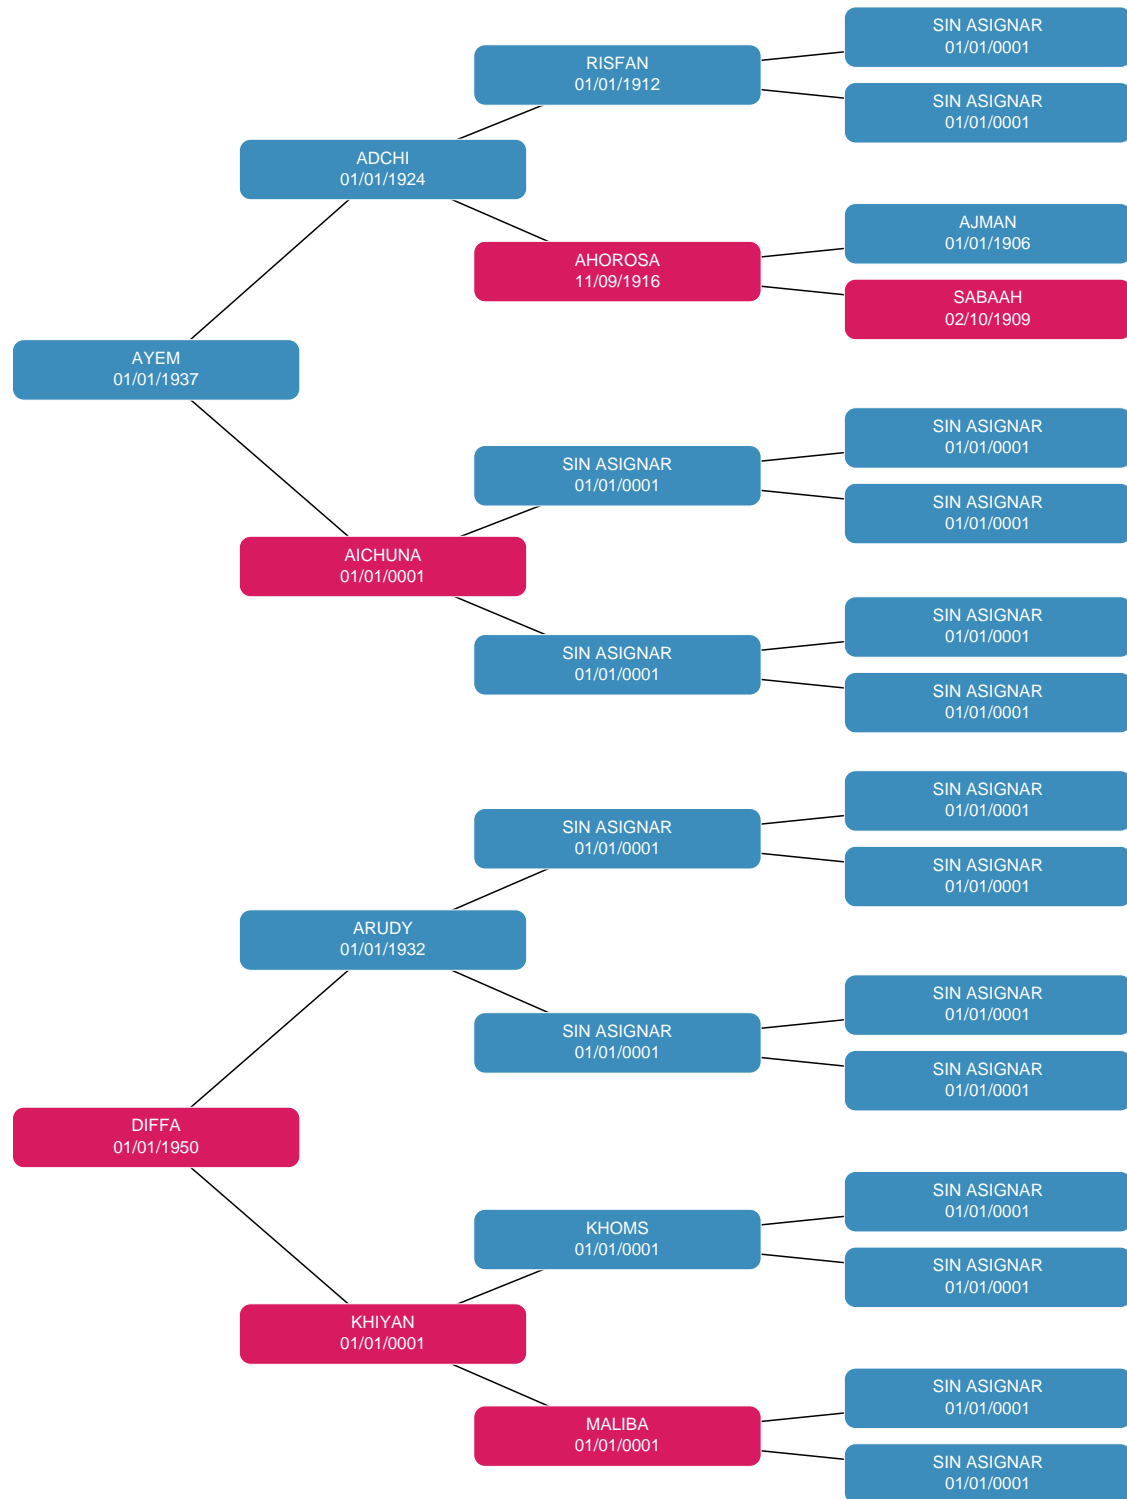 SIN ASIGNAR
01/01/0001
RISFAN
01/01/1912
SIN ASIGNAR
01/01/0001
ADCHI
01/01/1924
AJMAN
01/01/1906
AHOROSA
11/09/1916
SABAAH
02/10/1909
AYEM
01/01/1937
SIN ASIGNAR
01/01/0001
SIN ASIGNAR
01/01/0001
SIN ASIGNAR
01/01/0001
AICHUNA
01/01/0001
SIN ASIGNAR
01/01/0001
SIN ASIGNAR
01/01/0001
SIN ASIGNAR
01/01/0001
SIN ASIGNAR
01/01/0001
SIN ASIGNAR
01/01/0001
SIN ASIGNAR
01/01/0001
ARUDY
01/01/1932
SIN ASIGNAR
01/01/0001
SIN ASIGNAR
01/01/0001
SIN ASIGNAR
01/01/0001
DIFFA
01/01/1950
SIN ASIGNAR
01/01/0001
KHOMS
01/01/0001
SIN ASIGNAR
01/01/0001
KHIYAN
01/01/0001
SIN ASIGNAR
01/01/0001
MALIBA
01/01/0001
SIN ASIGNAR
01/01/0001